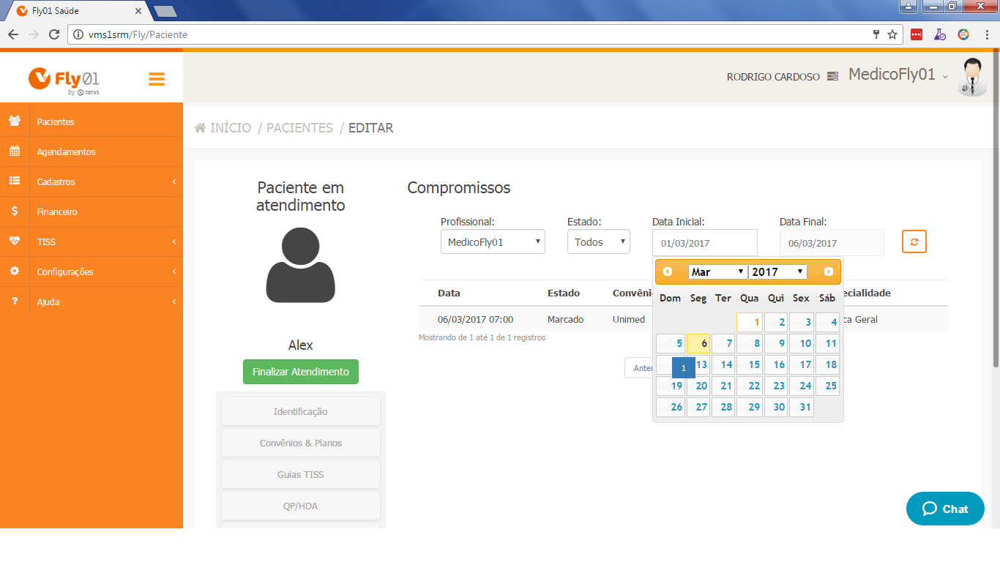 Fly01 Saúde
vms1srm/Fly/Paciente
Fly01
by TOTVS
RODRIGO CARDOSO MedicoFly01
Pacientes
Agendamentos
Cadastros
Financeiro
TISS
Configurações
Ajuda
INÍCIO / PACIENTES / EDITAR
Paciente em
atendimento
Alex
Finalizar Atendimento
Identificação
Convênios & Planos
Guias TISS
QP/HDA
Compromissos
Profissional: Estado: Data Inicial: Data Final:
MedicoFly01 Todos 01/03/2017 06/03/2017
Data Estado Convêni ecialidade
06/03/2017 07:00 Marcado Unimed ca Geral
Mostrando de 1 até 1 de 1 registros
Anter
1
Mar 2017
Dom Seg Ter Qua Qui Sex Sáb
1 2 3 4
5 6 7 8 9 10 11
13 14 15 16 17 18
19 20 21 22 23 24 25
26 27 28 29 30 31
Chat